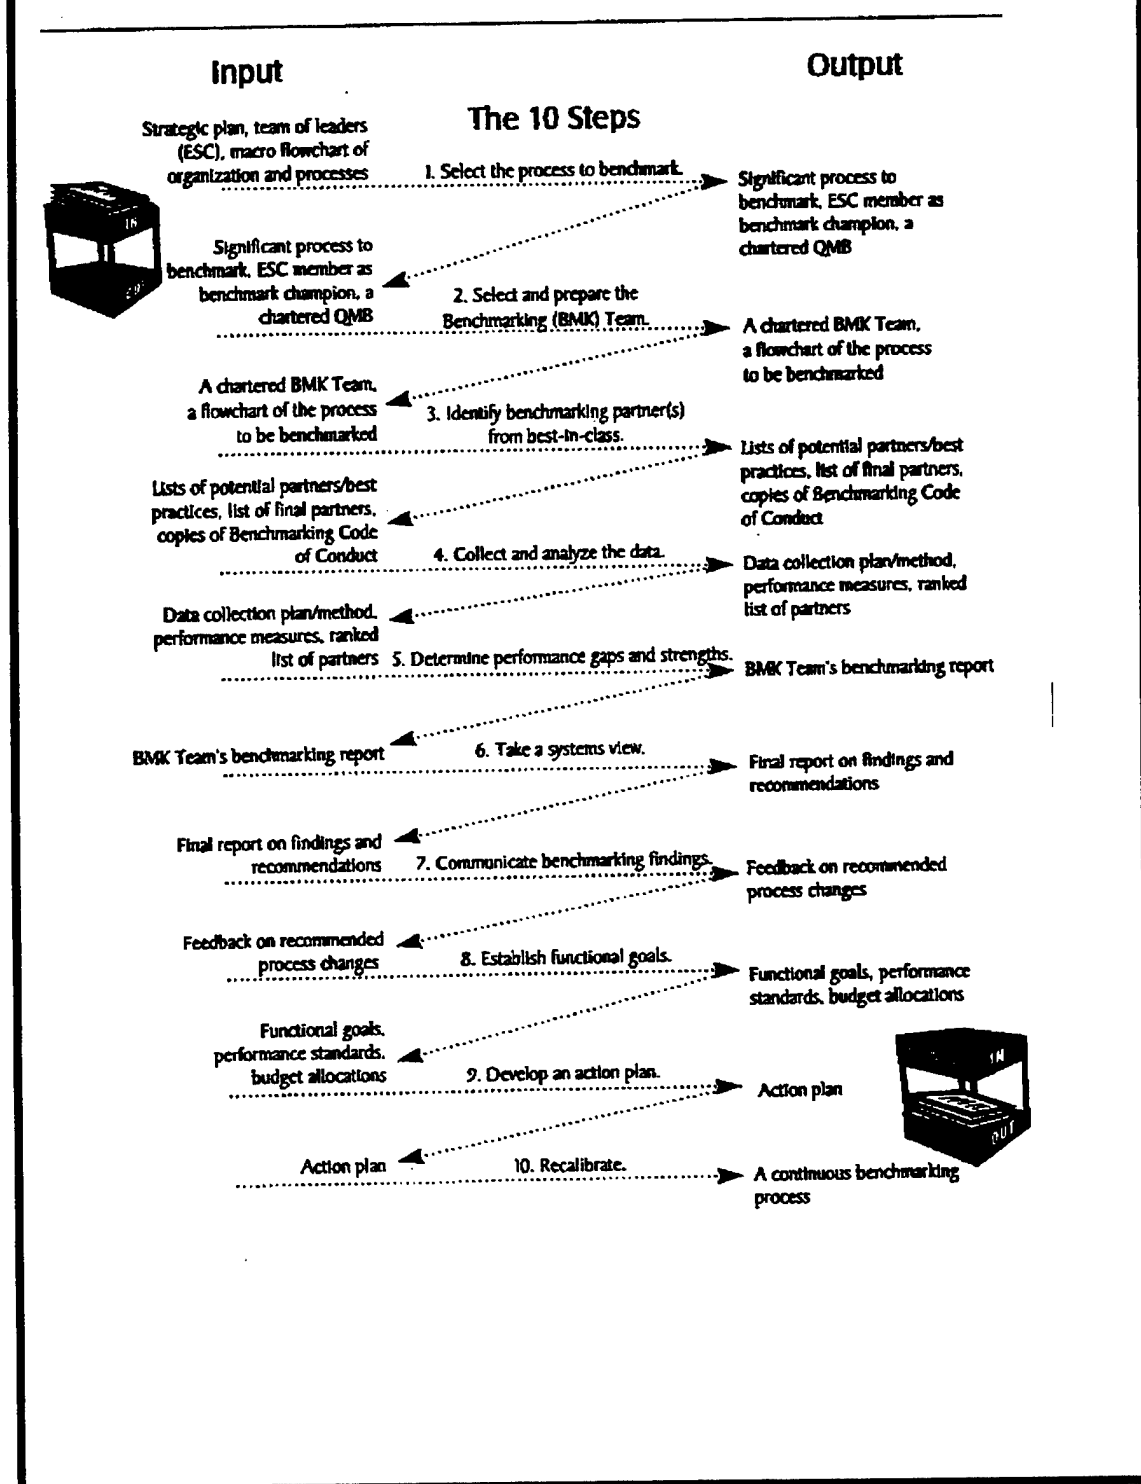 Input
Output
The 10 Steps
Strategic plan, team of leaders
(ESC), macro flowchart of
organization and processes
1. Select the process to benchmark.
Significant process to
benchmark, ESC member as
benchmark champion, a
chartered QMB
IN
Significant process to
benchmark, ESC member as
benchmark champion, a
chartered QMB
2. Select and prepare the
Benchmarking (BMK) Team.
A chartered BMK Team,
a flowchart of the process
to be benchmarked
A chartered BMK Team,
a flowchart of the process
to be benchmarked
3. Identify benchmarking partner(s)
from best-in-class.
Lists of potential partners/best
practices, list of final partners,
copies of Benchmarking Code
of Conduct
Lists of potential partners/best
practices, list of final partners,
copies of Benchmarking Code
of Conduct
4. Collect and analyze the data.
Data collection plan/method,
performance measures, ranked
list of partners
Data collection plan/method,
performance measures, ranked
list of partners
5. Determine performance gaps and strengths.
BMK Team's benchmarking report
BMK Team's benchmarking report
6. Take a systems view.
Final report on findings and
recommendations
Final report on findings and
recommendations
7. Communicate benchmarking findings.
Feedback on recommended
process changes
Feedback on recommended
process changes
8. Establish functional goals.
Functional goals, performance
standards, budget allocations
Functional goals,
performance standards,
budget allocations
9. Develop an action plan.
Action plan
IN
OUT
Action plan
10. Recalibrate.
A continuous benchmarking
process